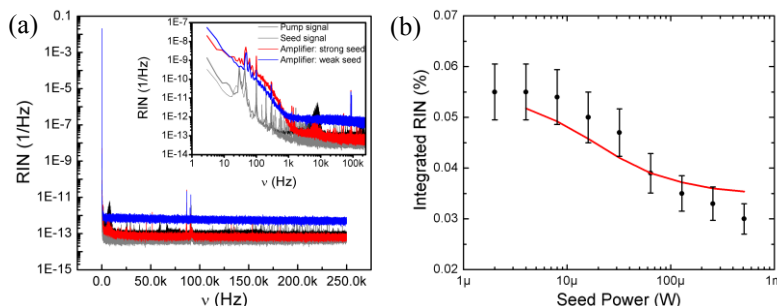 (a)
RIN (1/Hz)
0.1
1E-3
1E-5
1E-7
1E-9
1E-11
1E-13
1E-15
0.0 50.0k 100.0k 150.0k 200.0k 250.0k
ν (Hz)
RIN (1/Hz)
1E-7
1E-8
1E-9
1E-10
1E-11
1E-12
1E-13
1E-14
1 10 100 1k 10k 100k
ν (Hz)
Pump signal
Seed signal
Amplifier: strong seed
Amplifier: weak seed
(b)
Integrated RIN (%)
0.07
0.06
0.05
0.04
0.03
0.02
1µ 10µ 100µ
Seed Power (W)